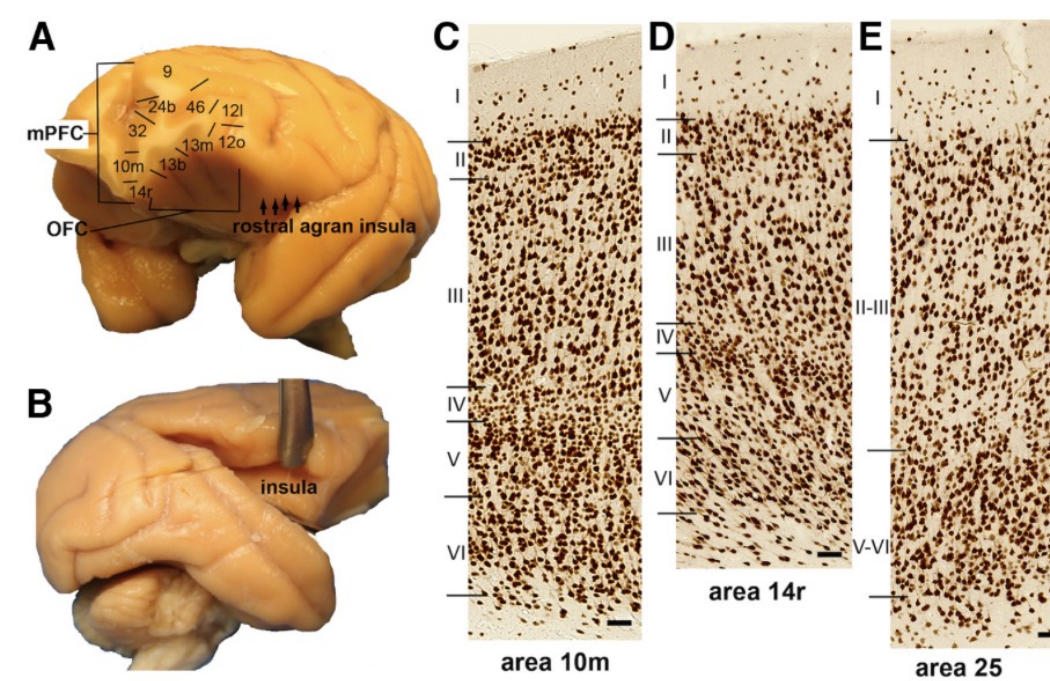 A
9
24b 46 12l
mPFC
32
13m 12o
10m 13b
14r
OFC
rostral agran insula
B
insula
C
I
II
III
IV
V
VI
area 10m
D
I
II
III
IV
V
VI
area 14r
E
I
II-III
V-VI
area 25